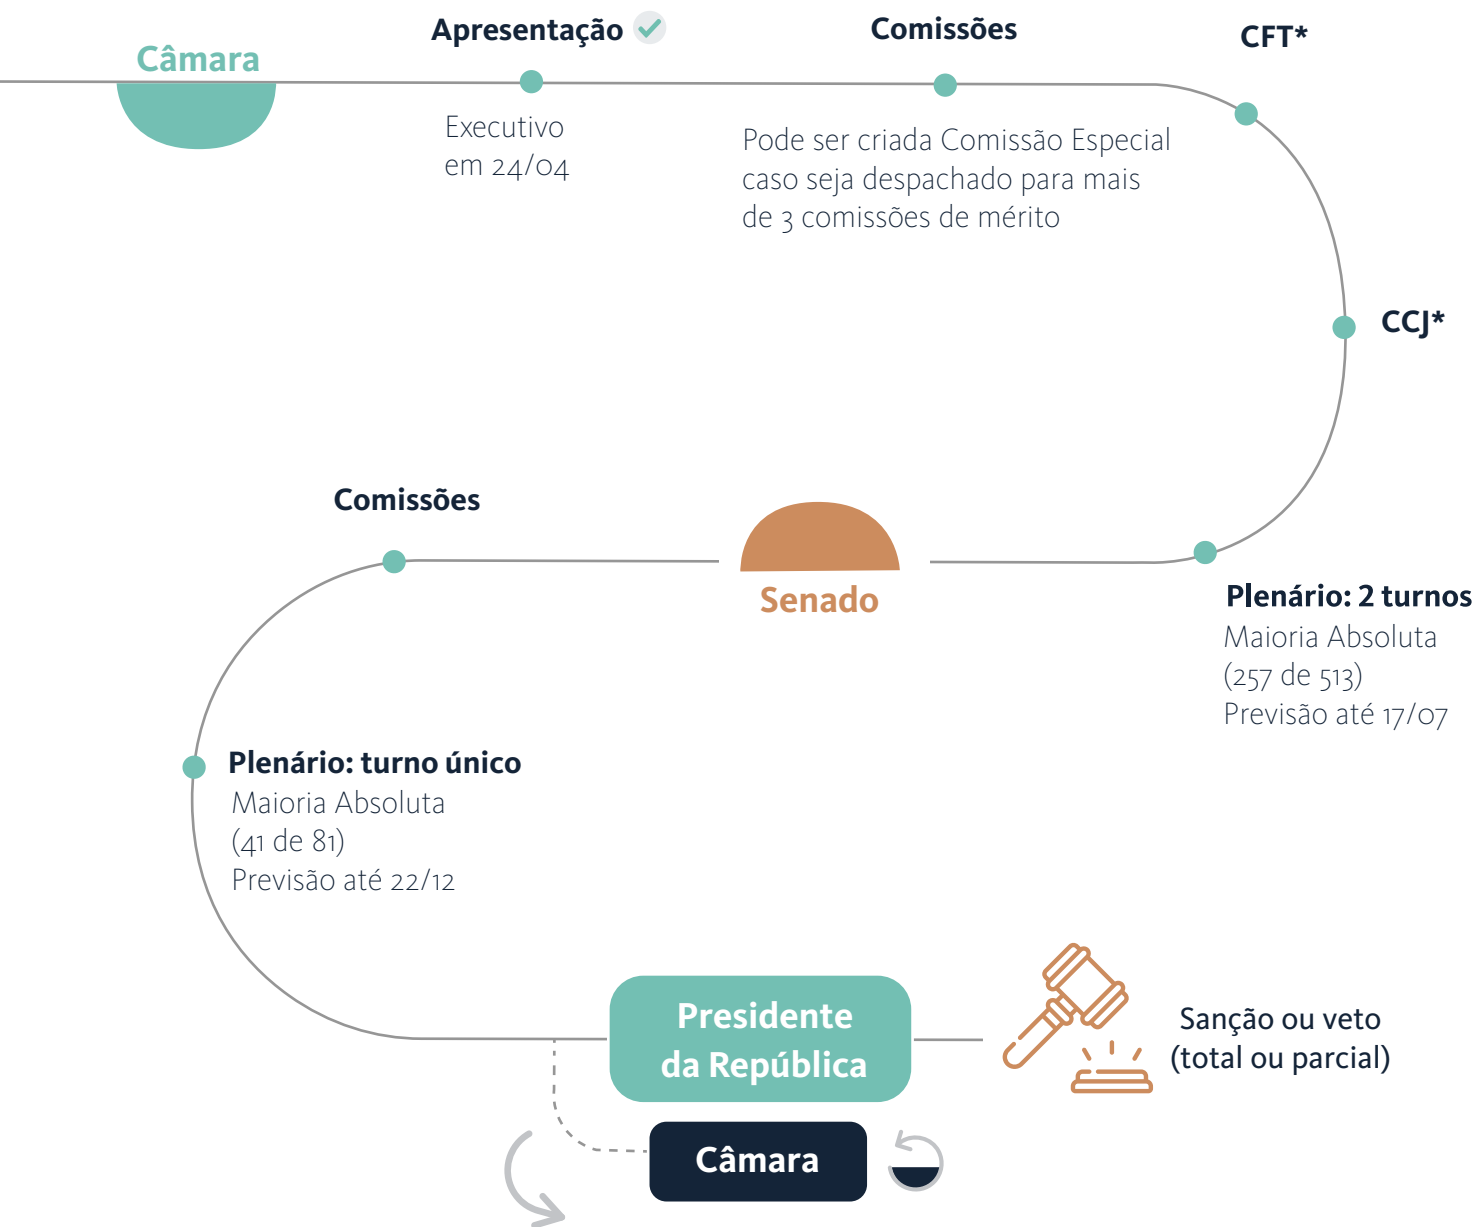 Câmara
Apresentação
Executivo
em 24/04
Comissões
Pode ser criada Comissão Especial
caso seja despachado para mais
de 3 comissões de mérito
CFT*
CCJ*
Plenário: 2 turnos
Maioria Absoluta
(257 de 513)
Previsão até 17/07
Senado
Comissões
Plenário: turno único
Maioria Absoluta
(41 de 81)
Previsão até 22/12
Presidente
da República
Sanção ou veto
(total ou parcial)
Câmara